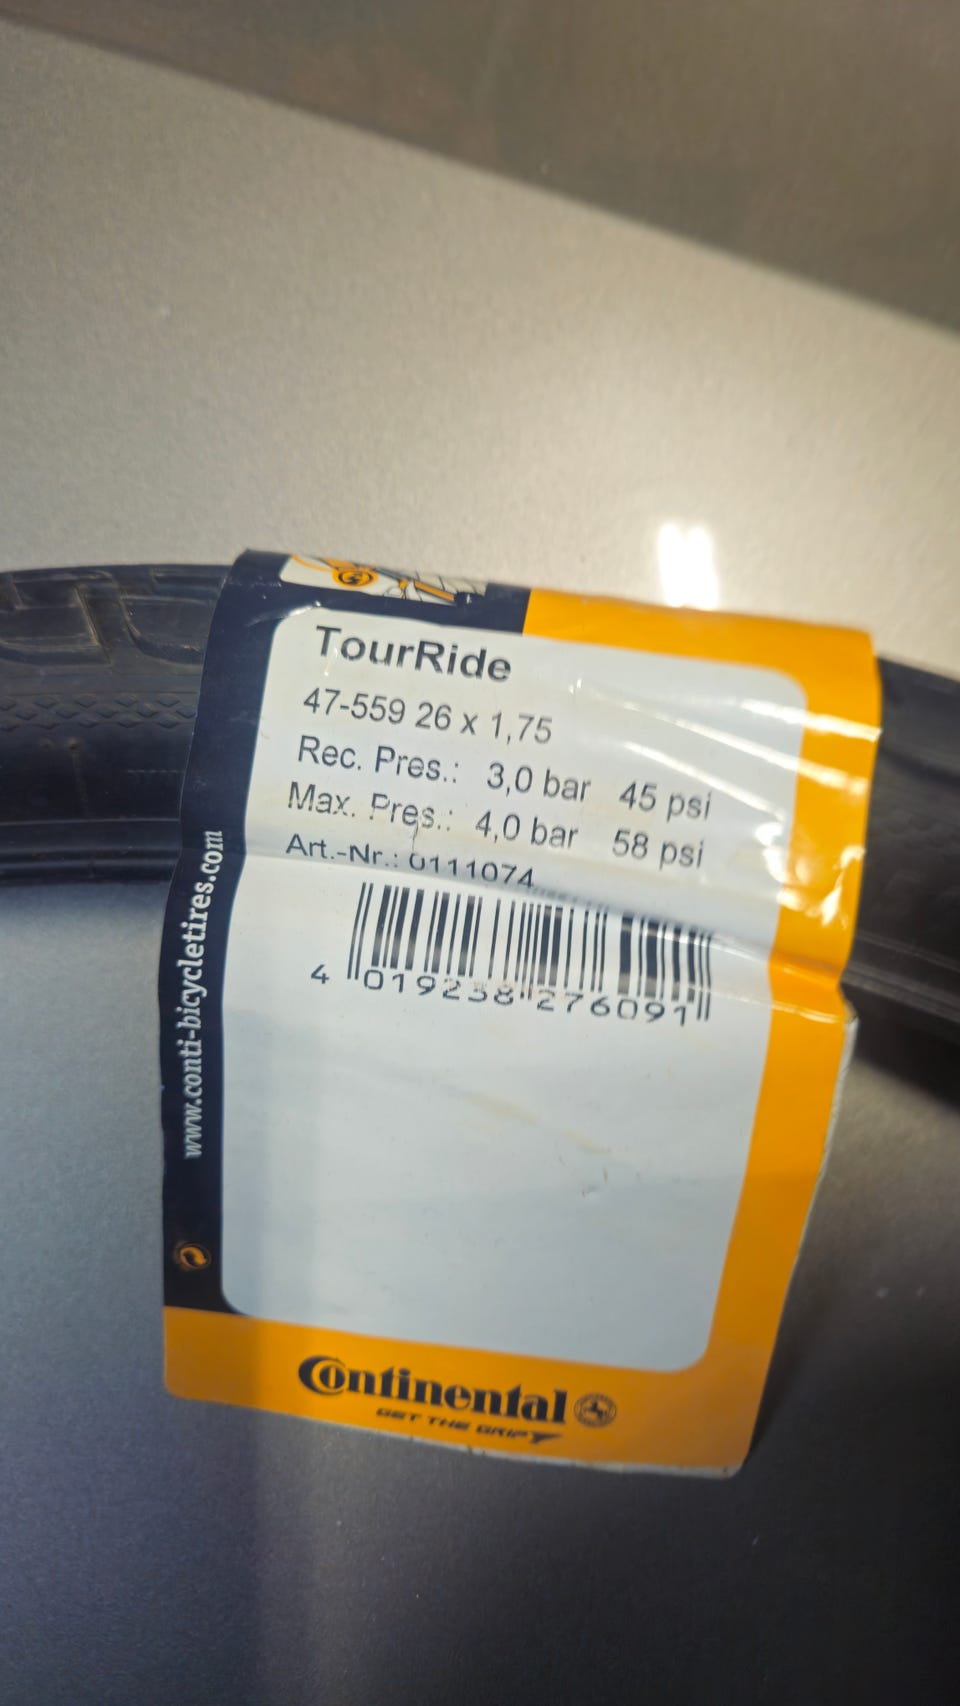 TourRide
47-559 26 x 1,75
Rec. Pres.: 3,0 bar 45 psi
Max. Pres.: 4,0 bar 58 psi
Art.-Nr.: 0111074
4 019238 276091
www.conti-bicycletires.com
Continental
GET THE GRIP